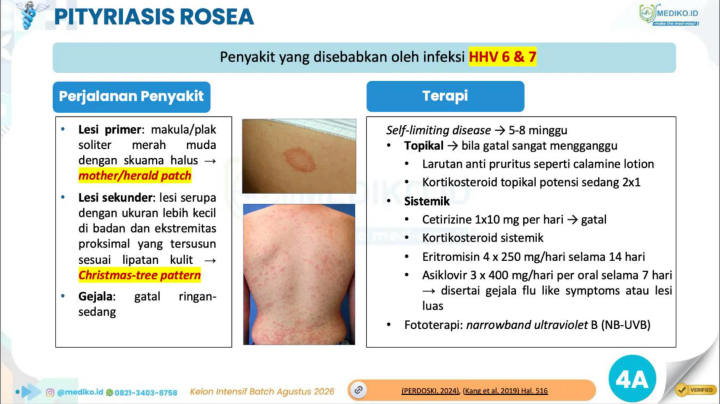 PITYRIASIS ROSEA
MEDIKO.ID
Penyakit yang disebabkan oleh infeksi HHV 6 & 7
Perjalanan Penyakit
• Lesi primer: makula/plak
soliter merah muda
dengan skuama halus →
mother/herald patch
• Lesi sekunder: lesi serupa
dengan ukuran lebih kecil
di badan dan ekstremitas
proksimal yang tersusun
sesuai lipatan kulit →
Christmas-tree pattern
• Gejala: gatal ringan-
sedang
Terapi
Self-limiting disease → 5-8 minggu
• Topikal → bila gatal sangat mengganggu
• Larutan anti pruritus seperti calamine lotion
• Kortikosteroid topikal potensi sedang 2x1
• Sistemik
• Cetirizine 1x10 mg per hari → gatal
• Kortikosteroid sistemik
• Eritromisin 4 x 250 mg/hari selama 14 hari
• Asiklovir 3 x 400 mg/hari per oral selama 7 hari
→ disertai gejala flu like symptoms atau lesi
luas
• Fototerapi: narrowband ultraviolet B (NB-UVB)
@mediko.id 0821-3403-8758
Kelon Intensif Batch Agustus 2026
(PERDOSKI, 2024), (Kang et al, 2019) Hal. 516
4A
VERIFIED